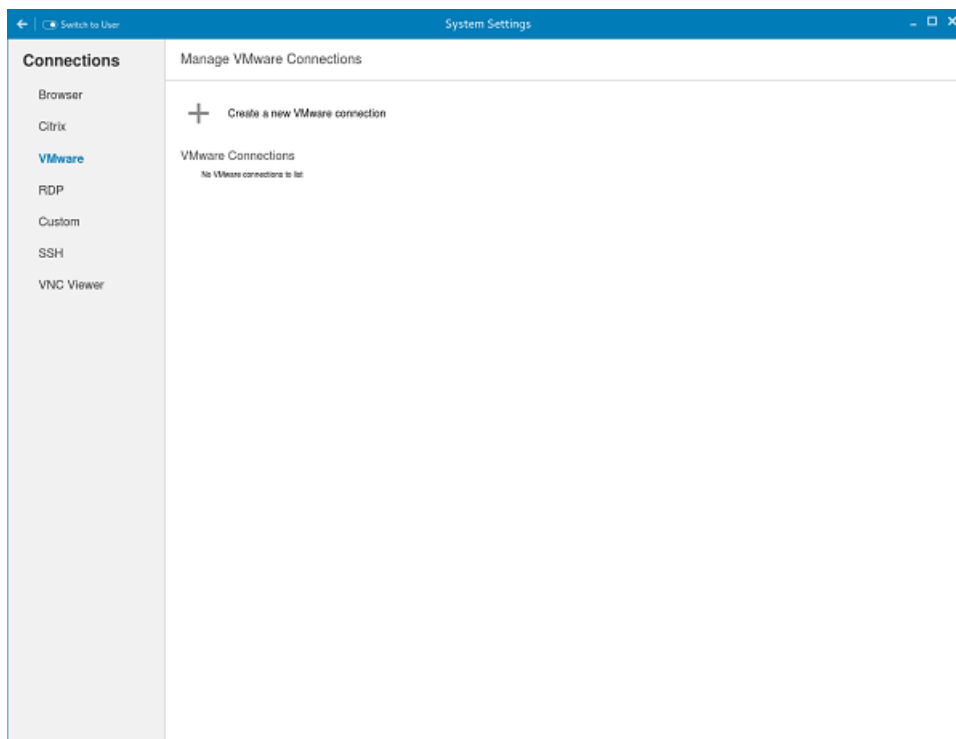 Switch to User
System Settings
Connections
Manage VMware Connections
Browser
Create a new VMware connection
Citrix
VMware
VMware Connections
No VMware connections to list
RDP
Custom
SSH
VNC Viewer